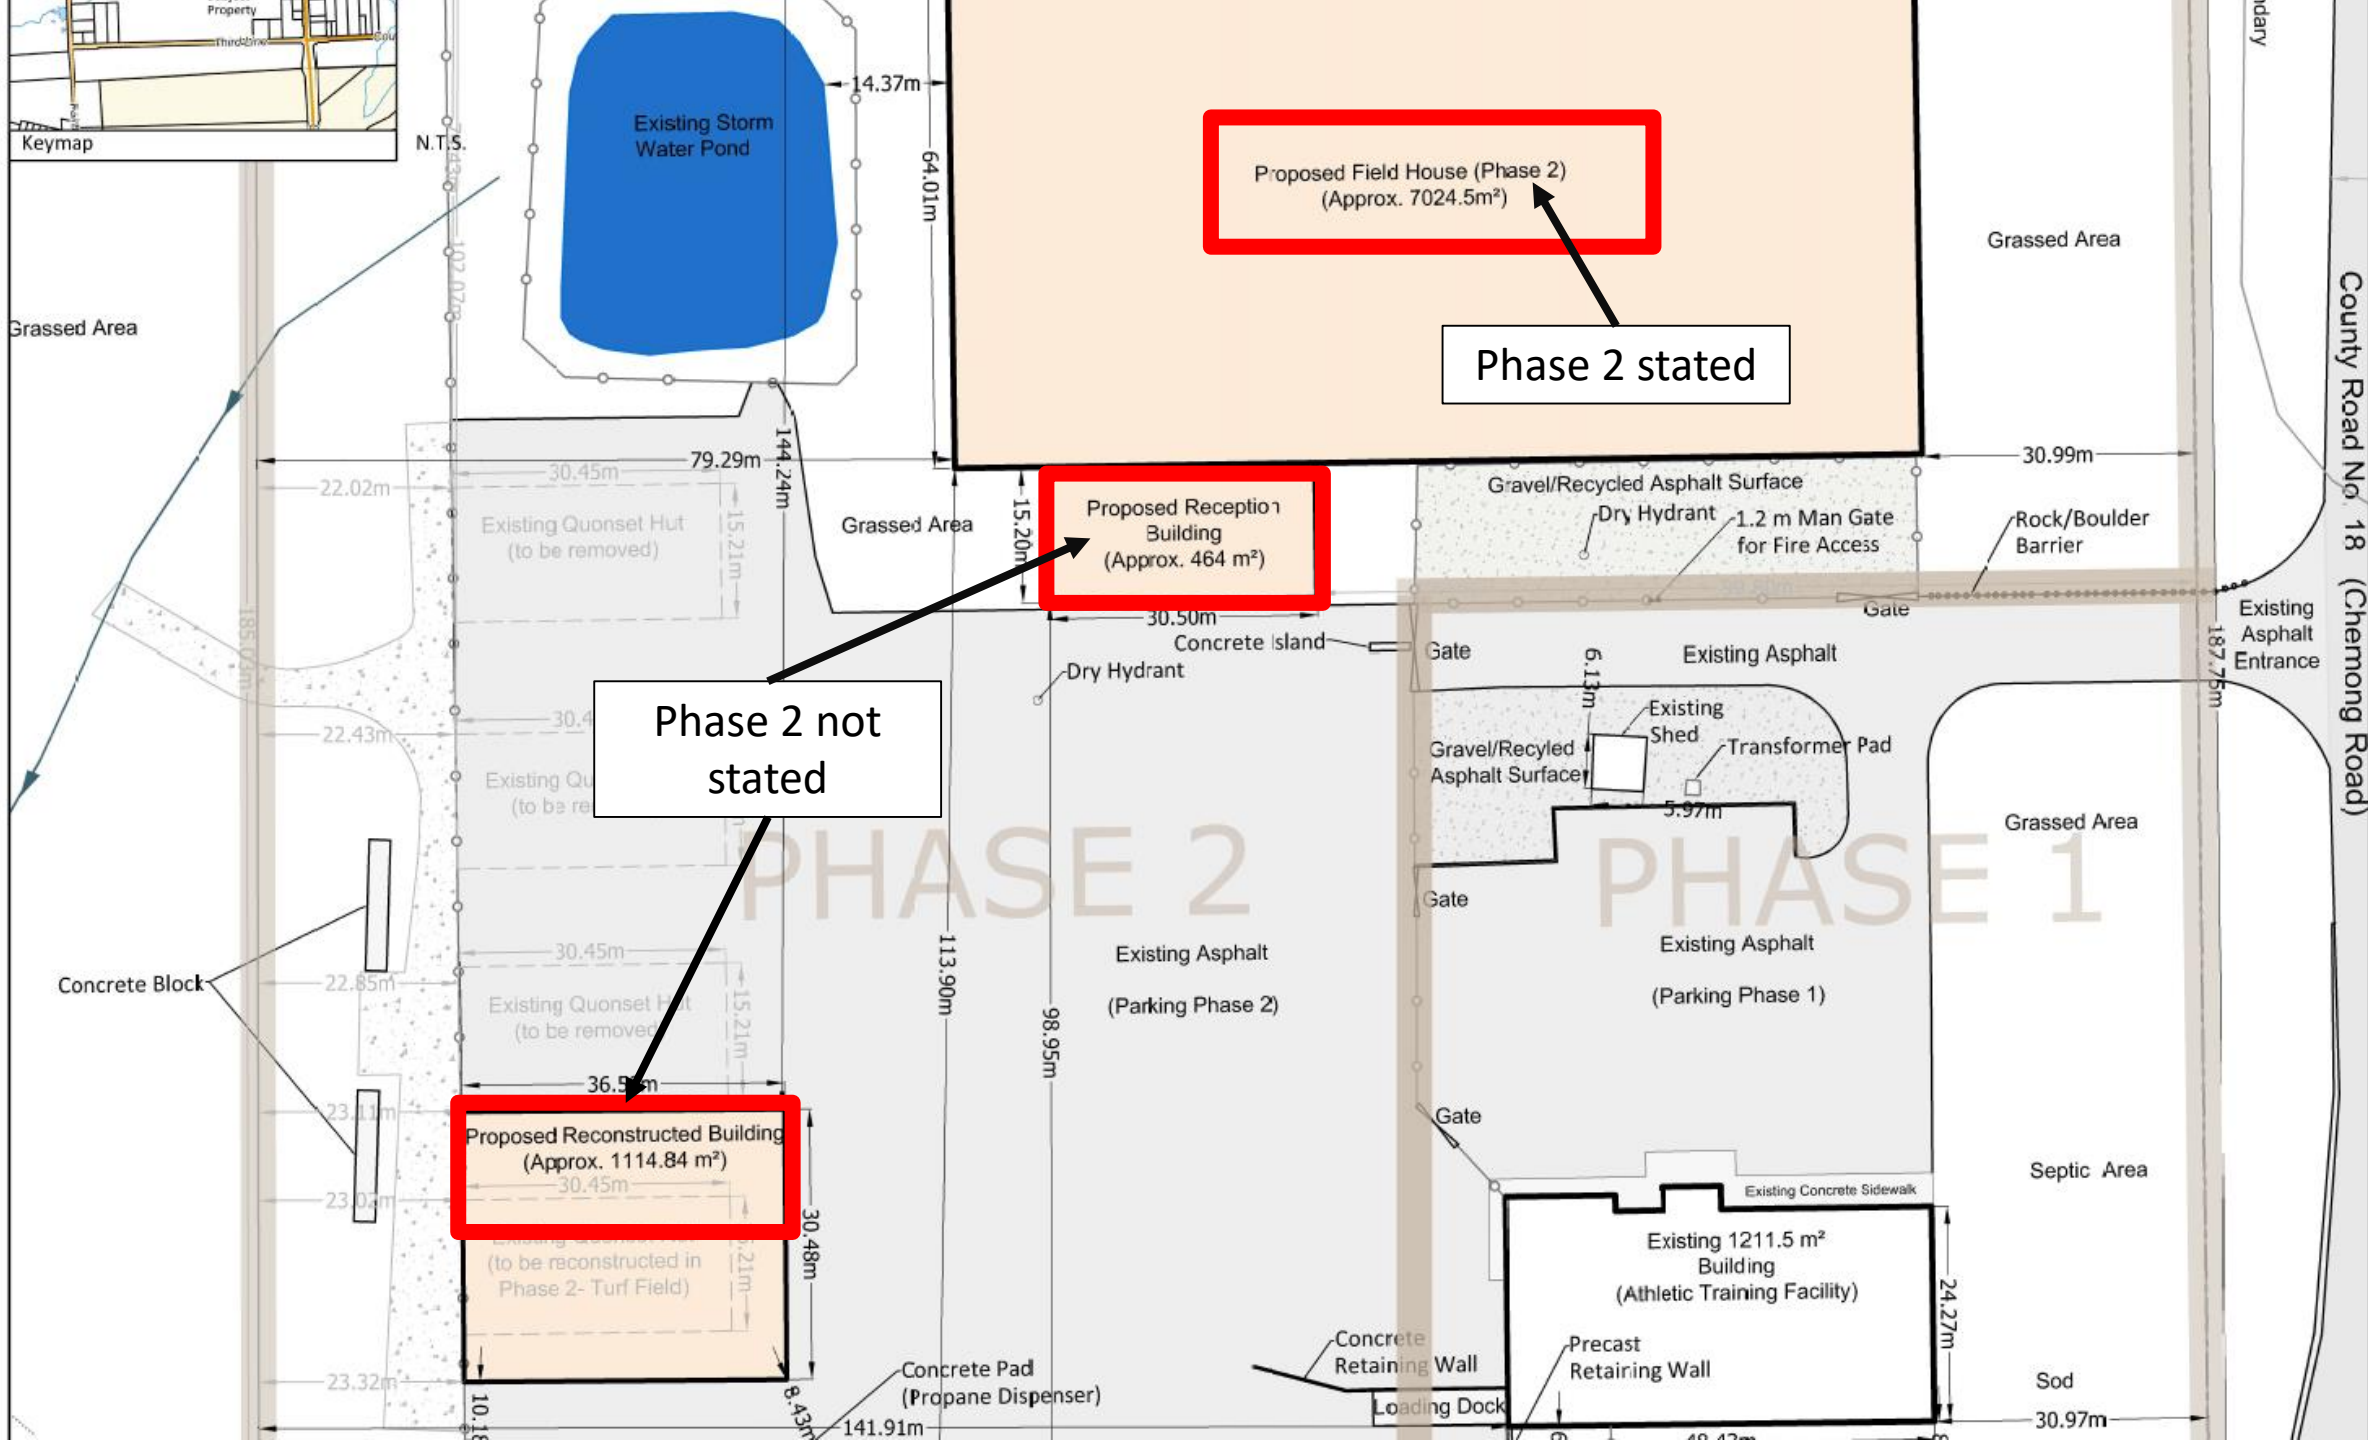 Property
Third Line
Keymap
N.T.S.
Existing Storm
Water Pond
14.37m
64.01m
107.07m
Proposed Field House (Phase 2)
(Approx. 7024.5m²)
Phase 2 stated
Grassed Area
Grassed Area
County Road No. 18 (Chemong Road)
79.29m
144.24m
30.45m
22.02m
15.21m
Existing Quonset Hut
(to be removed)
Grassed Area
15.20m
Proposed Reception
Building
(Approx. 464 m²)
30.50m
Gravel/Recycled Asphalt Surface
Dry Hydrant
1.2 m Man Gate
for Fire Access
30.99m
Rock/Boulder
Barrier
Gate
Existing
Asphalt
Entrance
187.75m
185.03m
Concrete Island
Gate
Existing Asphalt
Dry Hydrant
6.13m
Existing
Shed
Transformer Pad
Gravel/Recyled
Asphalt Surface
5.97m
22.43m
Phase 2 not
stated
PHASE 2
PHASE 1
Grassed Area
Gate
Existing Asphalt
(Parking Phase 2)
Existing Asphalt
(Parking Phase 1)
113.90m
98.95m
Concrete Block
22.85m
30.45m
Existing Quonset Hut
(to be removed)
15.21m
23.11m
Proposed Reconstructed Building
(Approx. 1114.84 m²)
30.45m
23.02m
(to be reconstructed in
Phase 2- Turf Field)
30.48m
23.32m
Gate
Existing Concrete Sidewalk
Septic Area
Existing 1211.5 m²
Building
(Athletic Training Facility)
24.27m
Concrete
Retaining Wall
Precast
Retaining Wall
Loading Dock
Concrete Pad
(Propane Dispenser)
8.43m
141.91m
Sod
30.97m